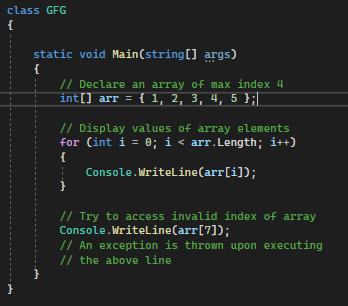 class GFG
{
static void Main(string[] args)
{
// Declare an array of max index 4
int[] arr = { 1, 2, 3, 4, 5 };
// Display values of array elements
for (int i = 0; i < arr.Length; i++)
{
Console.WriteLine(arr[i]);
}
// Try to access invalid index of array
Console.WriteLine(arr[7]);
// An exception is thrown upon executing
// the above line
}
}